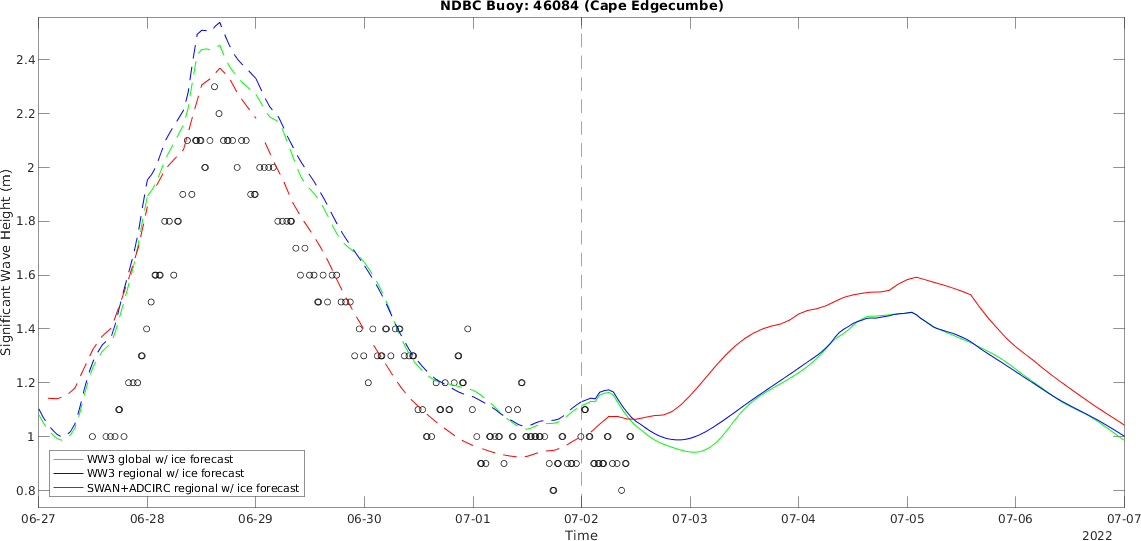 NDBC Buoy: 46084 (Cape Edgecumbe)
Significant Wave Height (m)
2.4
2.2
2
1.8
1.6
1.4
1.2
1
0.8
WW3 global w/ ice forecast
WW3 regional w/ ice forecast
SWAN+ADCIRC regional w/ ice forecast
06-27 06-28 06-29 06-30 07-01 07-02 07-03 07-04 07-05 07-06 07-07
Time 2022